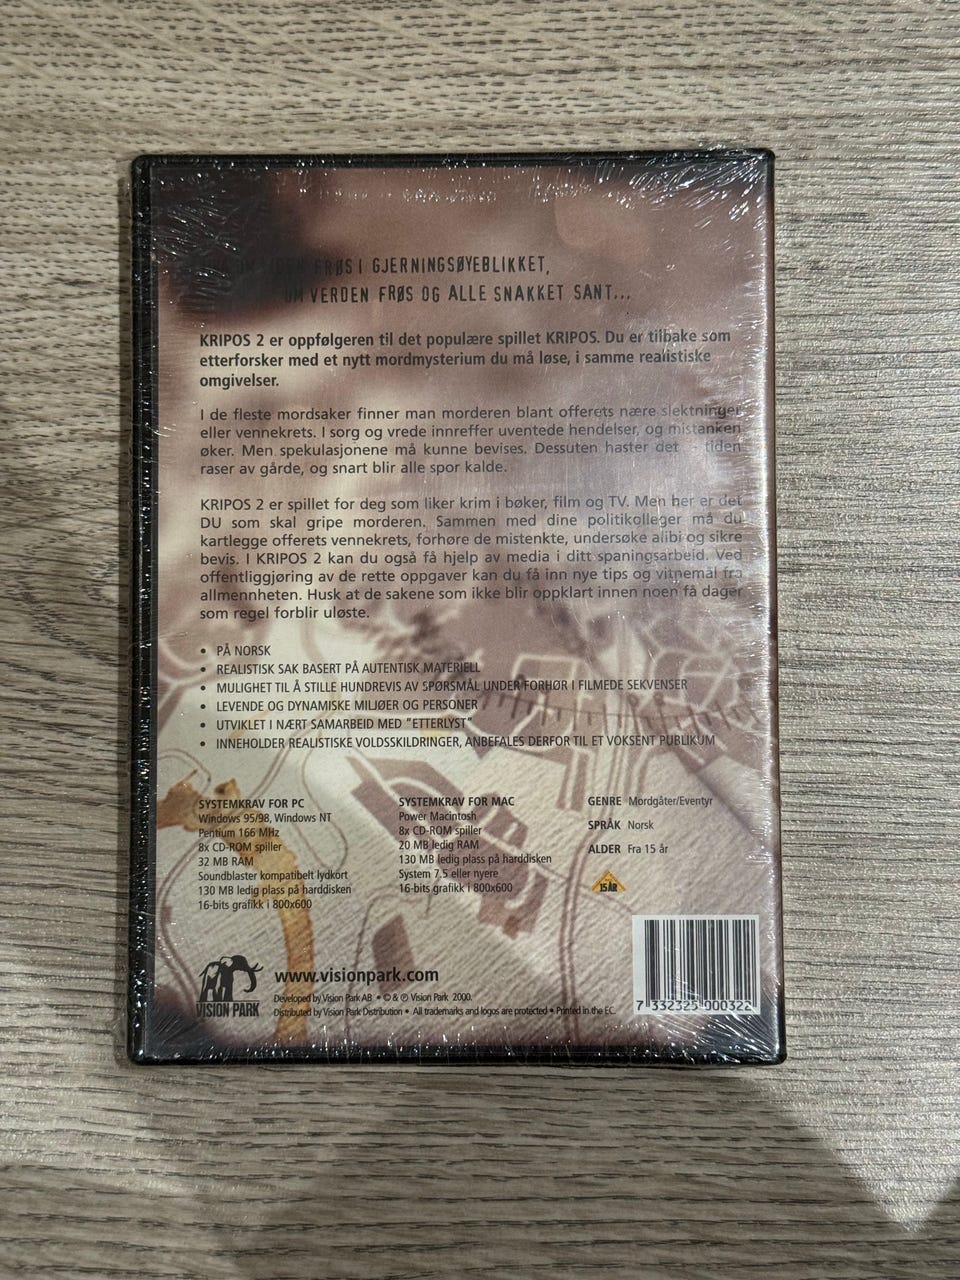 FRØS I GJERNINGSØYEBLIKKET,
OM VERDEN FRØS OG ALLE SNAKKET SANT...
KRIPOS 2 er oppfølgeren til det populære spillet KRIPOS. Du er tilbake som
etterforsker med et nytt mordmysterium du må løse, i samme realistiske
omgivelser.
I de fleste mordsaker finner man morderen blant offerets nære slektninger
eller vennekrets. I sorg og vrede innreffer uventede hendelser, og mistanken
øker. Men spekulasjonene må kunne bevises. Dessuten haster det - tiden
raser av gårde, og snart blir alle spor kalde.
KRIPOS 2 er spillet for deg som liker krim i bøker, film og TV. Men her er det
DU som skal gripe morderen. Sammen med dine politikolleger må du
kartlegge offerets vennekrets, forhøre de mistenkte, undersøke alibi og sikre
bevis. I KRIPOS 2 kan du også få hjelp av media i ditt spaningsarbeid. Ved
offentliggjøring av de rette oppgaver kan du få inn nye tips og vitnemål fra
allmennheten. Husk at de sakene som ikke blir oppklart innen noen få dager
som regel forblir uløste.
• PÅ NORSK
• REALISTISK SAK BASERT PÅ AUTENTISK MATERIELL
• MULIGHET TIL Å STILLE HUNDREVIS AV SPØRSMÅL UNDER FORHØR I FILMEDE SEKVENSER
• LEVENDE OG DYNAMISKE MILJØER OG PERSONER
• UTVIKLET I NÆRT SAMARBEID MED "ETTERLYST"
• INNEHOLDER REALISTISKE VOLDSSKILDRINGER, ANBEFALES DERFOR TIL ET VOKSENT PUBLIKUM
SYSTEMKRAV FOR PC
Windows 95/98, Windows NT
Pentium 166 MHz
8x CD-ROM spiller
32 MB RAM
Soundblaster kompatibelt lydkort
130 MB ledig plass på harddisken
16-bits grafikk i 800x600
SYSTEMKRAV FOR MAC
Power Macintosh
8x CD-ROM spiller
20 MB ledig RAM
130 MB ledig plass på harddisken
System 7.5 eller nyere
16-bits grafikk i 800x600
GENRE Mordgåter/Eventyr
SPRÅK Norsk
ALDER Fra 15 år
15 ÅR
VISION PARK
www.visionpark.com
Developed by Vision Park AB • © & ℗ Vision Park 2000.
Distributed by Vision Park Distribution • All trademarks and logos are protected • Printed in the EC.
7 332325 000322